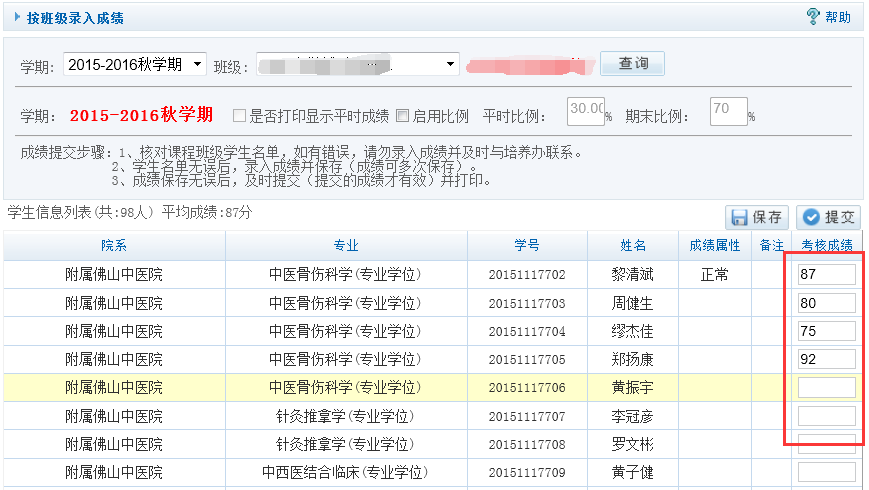 按班级录入成绩 帮助
学期: 2015-2016秋学期 班级: 查询
学期: 2015-2016秋学期 是否打印显示平时成绩 启用比例 平时比例: 30.00% 期末比例: 70%
成绩提交步骤:1、核对课程班级学生名单,如有错误,请勿录入成绩并及时与培养办联系。
2、学生名单无误后,录入成绩并保存(成绩可多次保存)。
3、成绩保存无误后,及时提交(提交的成绩才有效)并打印。
学生信息列表(共:98人) 平均成绩:87分 保存 提交
院系 专业 学号 姓名 成绩属性 备注 考核成绩
附属佛山中医院 中医骨伤科学(专业学位) 20151117702 黎清斌 正常 87
附属佛山中医院 中医骨伤科学(专业学位) 20151117703 周健生 80
附属佛山中医院 中医骨伤科学(专业学位) 20151117704 缪杰佳 75
附属佛山中医院 中医骨伤科学(专业学位) 20151117705 郑扬康 92
附属佛山中医院 中医骨伤科学(专业学位) 20151117706 黄振宇
附属佛山中医院 针灸推拿学(专业学位) 20151117707 李冠彦
附属佛山中医院 针灸推拿学(专业学位) 20151117708 罗文彬
附属佛山中医院 中西医结合临床(专业学位) 20151117709 黄子健